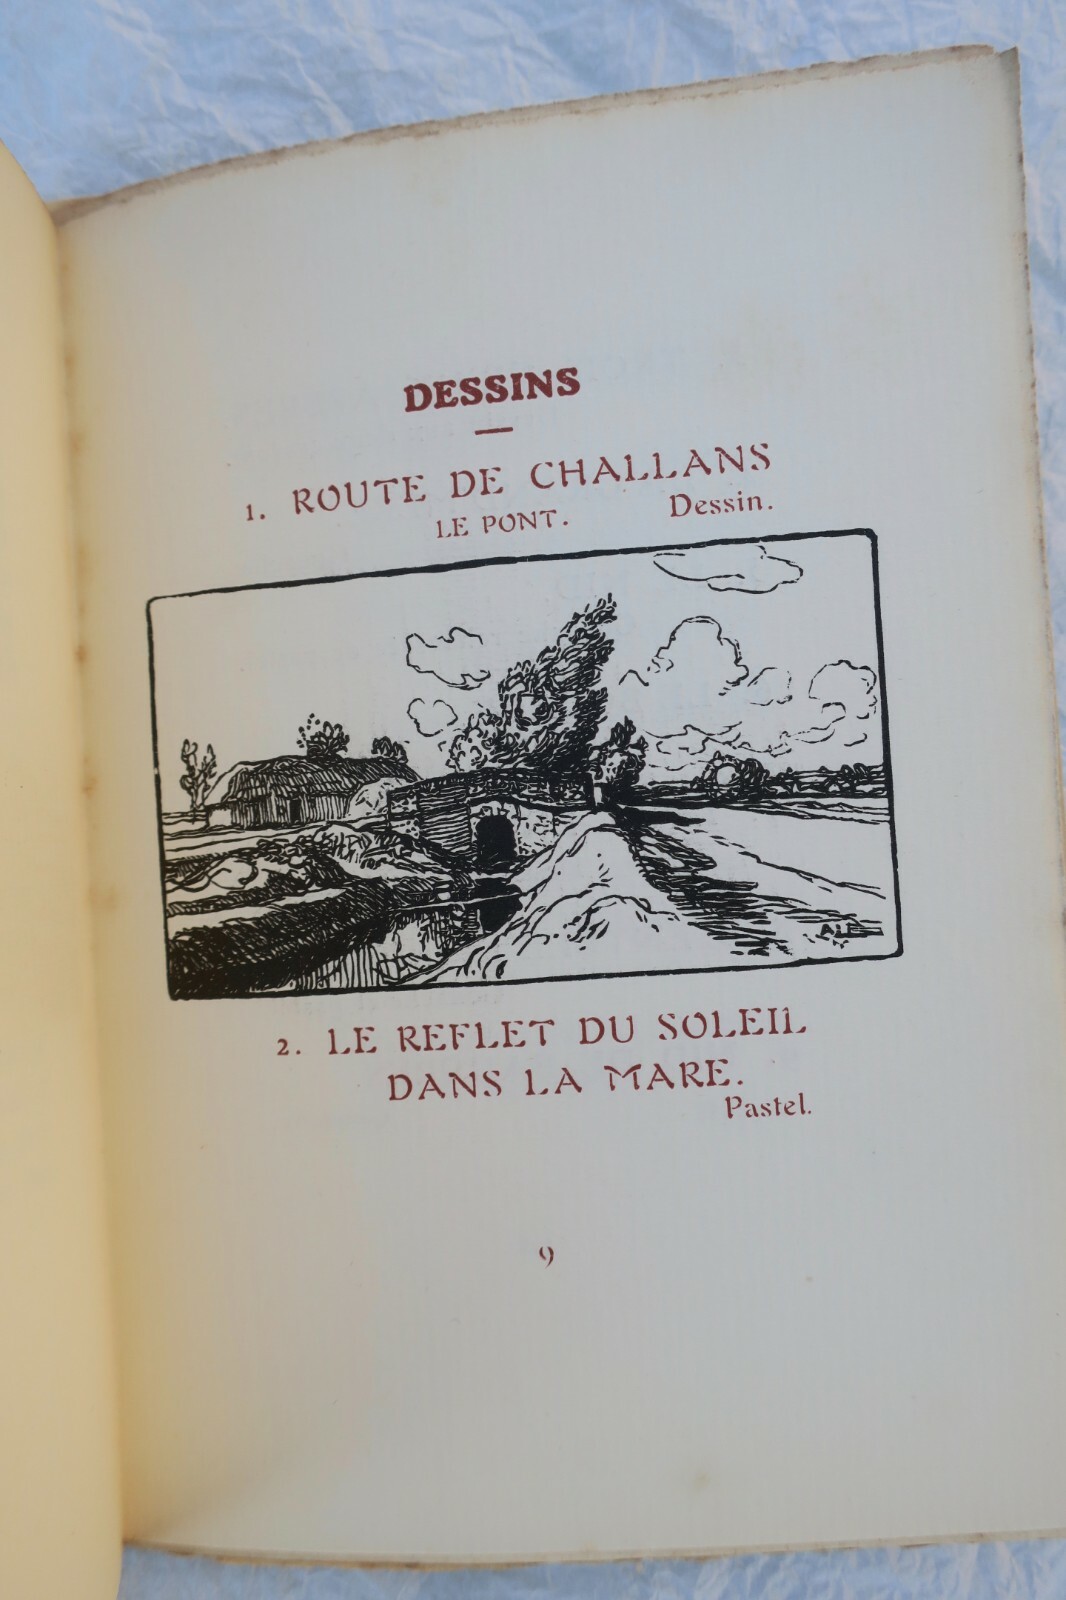 DESSINS
1. ROUTE DE CHALLANS
LE PONT. Dessin.
2. LE REFLET DU SOLEIL
DANS LA MARE.
Pastel.
9